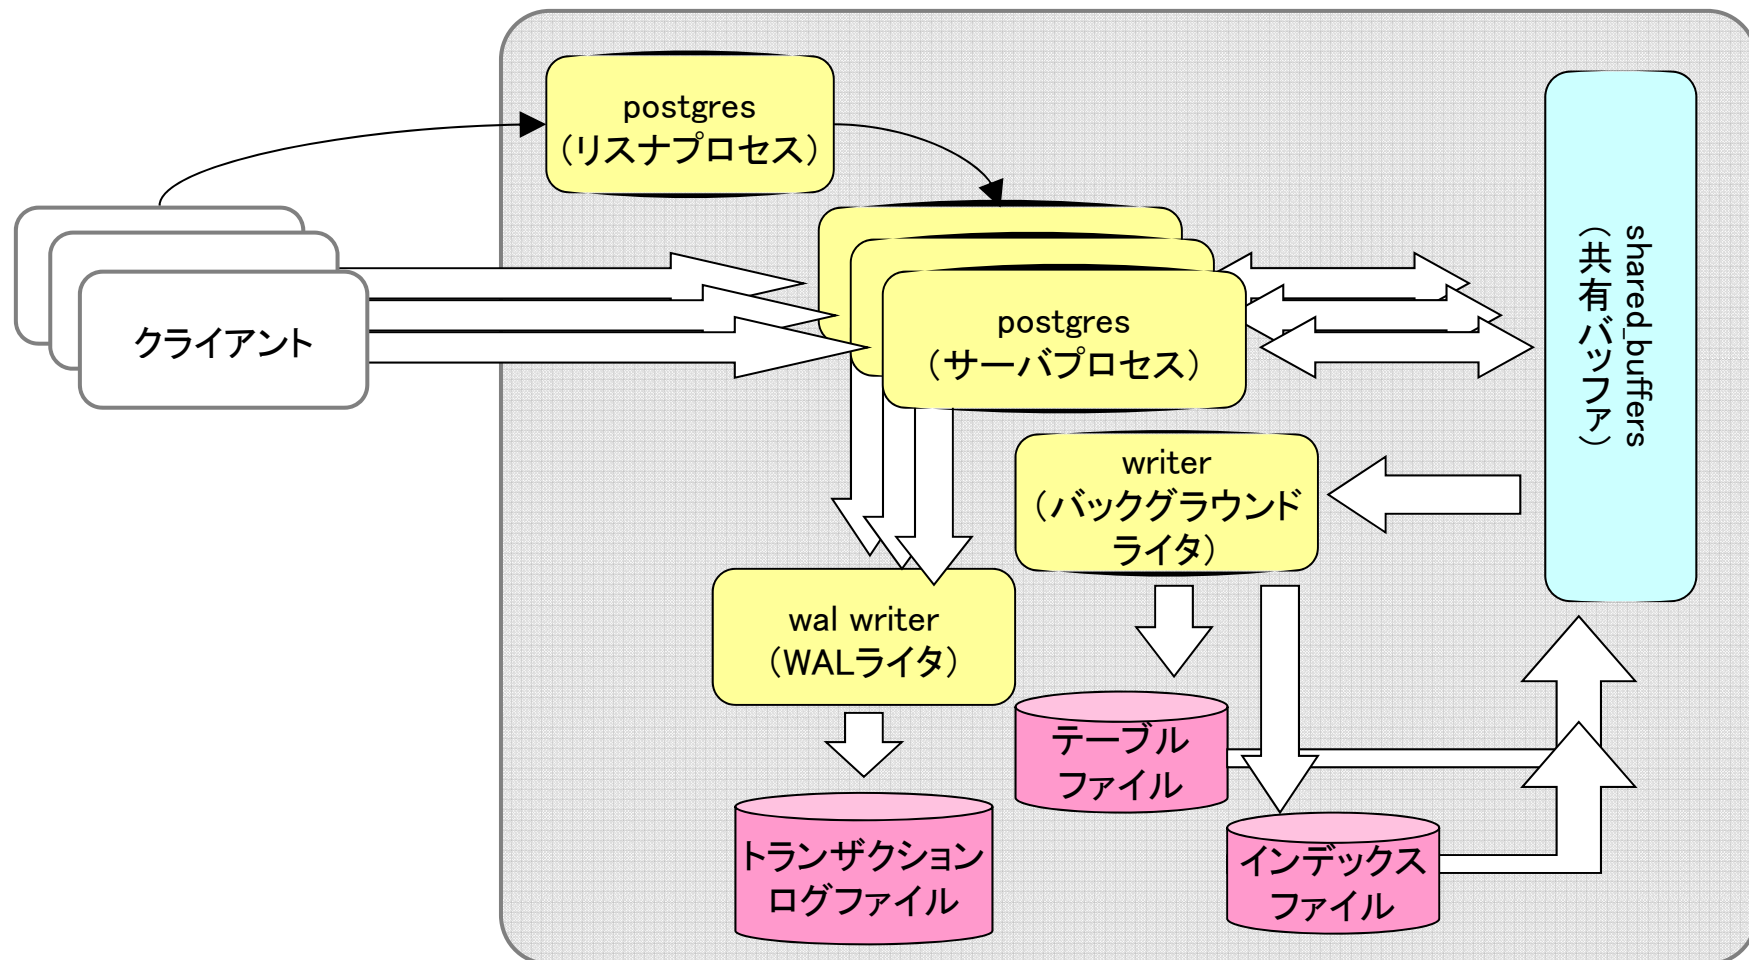 postgres
(リスナプロセス)
クライアント
postgres
(サーバプロセス)
shared_buffers
(共有バッファ)
writer
(バックグラウンド
ライタ)
wal writer
(WALライタ)
テーブル
ファイル
トランザクション
ログファイル
インデックス
ファイル